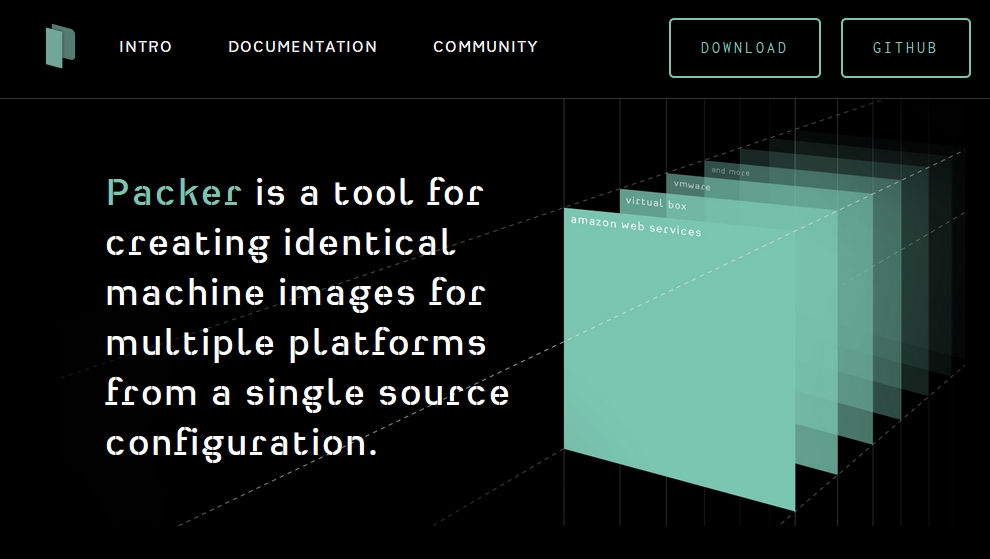 INTRO DOCUMENTATION COMMUNITY DOWNLOAD GITHUB
Packer is a tool for
creating identical
machine images for
multiple platforms
from a single source
configuration.
and more
vmware
virtual box
amazon web services